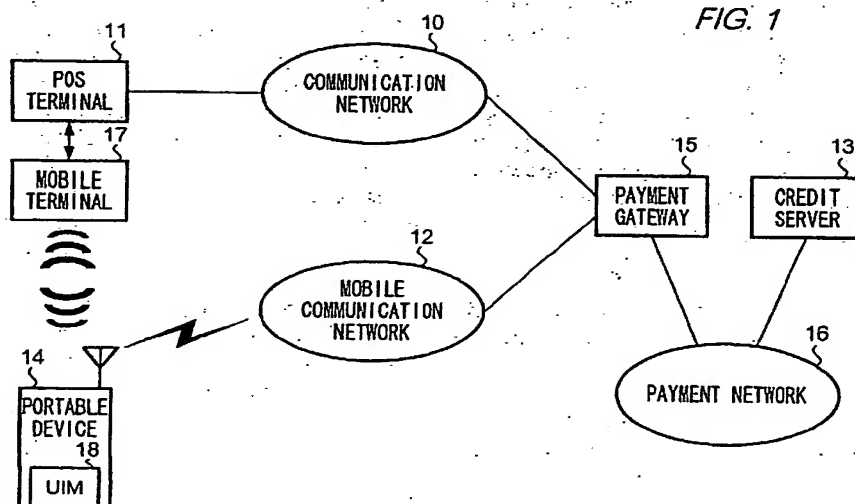 FIG. 1
11
POS
TERMINAL
10
COMMUNICATION
NETWORK
17
MOBILE
TERMINAL
15
PAYMENT
GATEWAY
13
CREDIT
SERVER
12
MOBILE
COMMUNICATION
NETWORK
16
PAYMENT NETWORK
14
PORTABLE
DEVICE
18
UIM